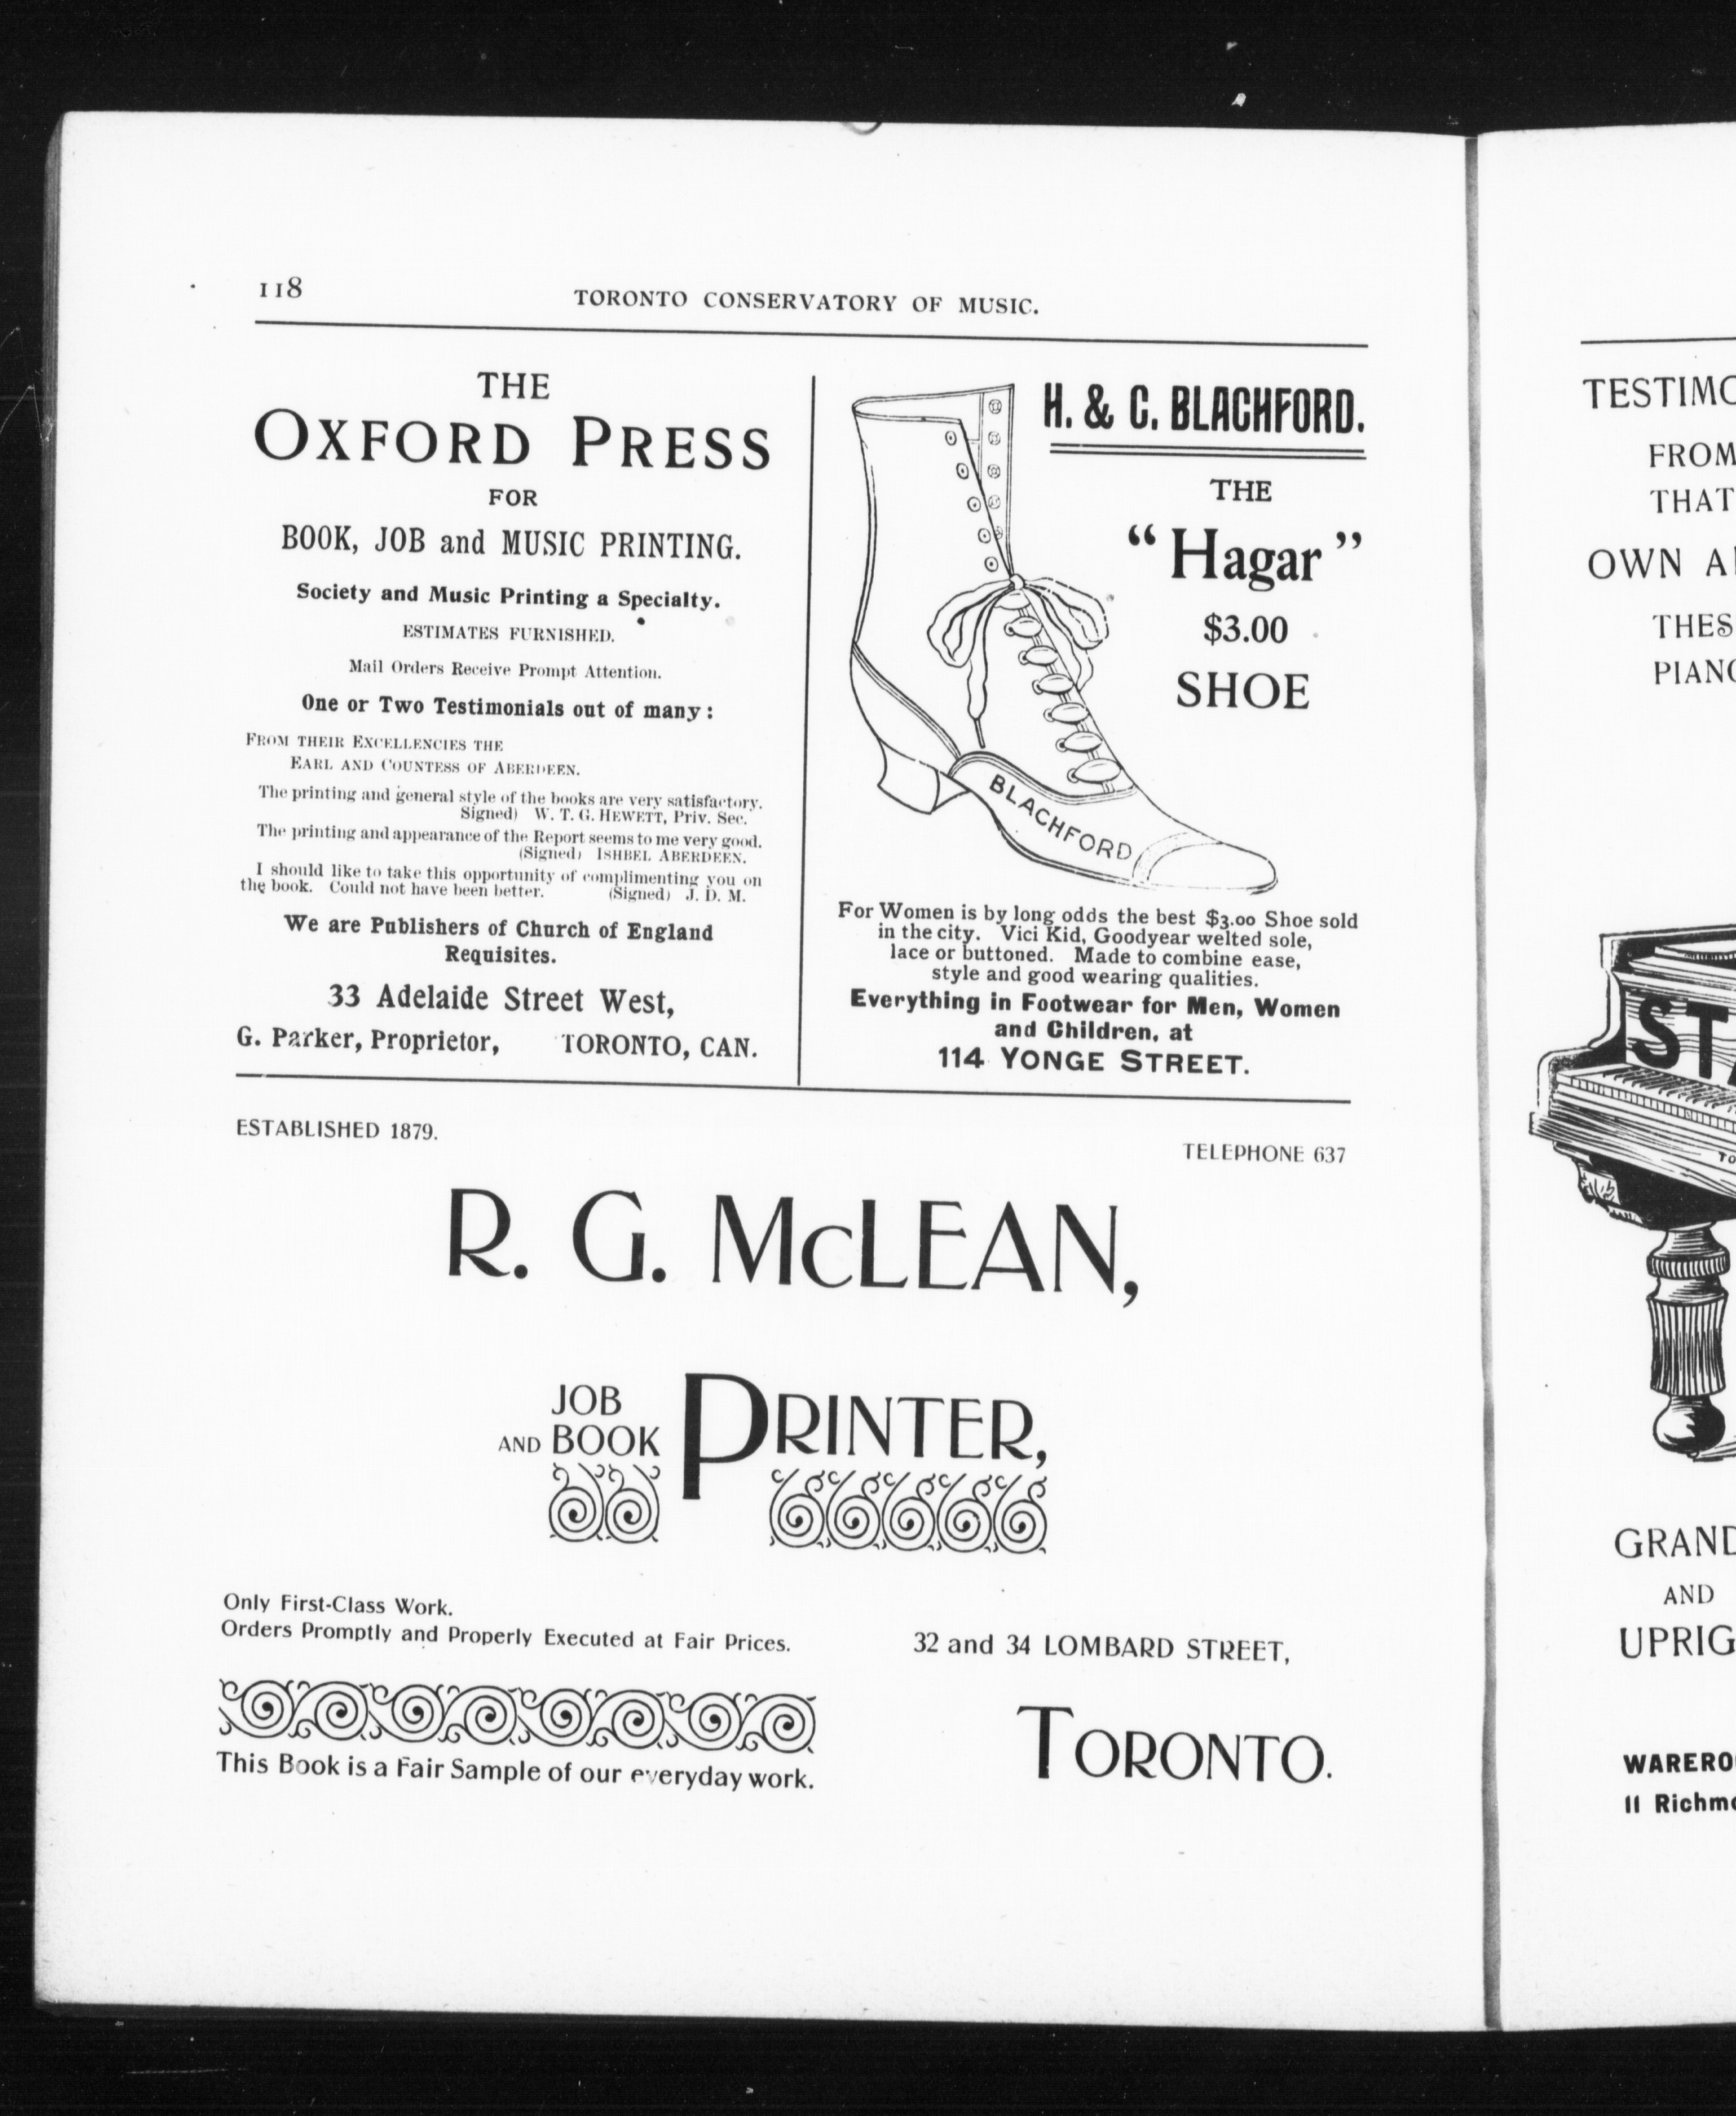 118
TORONTO CONSERVATORY OF MUSIC.
THE
OXFORD PRESS
FOR
BOOK, JOB and MUSIC PRINTING.
Society and Music Printing a Specialty.
ESTIMATES FURNISHED.
Mail Orders Receive Prompt Attention.
One or Two Testimonials out of many:
FROM THEIR EXCELLENCIES THE
EARL AND COUNTESS OF ABERDEEN.
The printing and general style of the books are very satisfactory.
Signed) W. T. G. HEWETT, Priv. Sec.
The printing and appearance of the Report seems to me very good.
(Signed) ISHBEL ABERDEEN.
I should like to take this opportunity of complimenting you on
the book. Could not have been better. (Signed) J. D. M.
We are Publishers of Church of England
Requisites.
33 Adelaide Street West,
G. Parker, Proprietor, TORONTO, CAN.
H. & C. BLACHFORD.
THE
"Hagar"
$3.00
SHOE
BLACHFORD
For Women is by long odds the best $3.00 Shoe sold
in the city. Vici Kid, Goodyear welted sole,
lace or buttoned. Made to combine ease,
style and good wearing qualities.
Everything in Footwear for Men, Women
and Children, at
114 YONGE STREET.
ESTABLISHED 1879.
TELEPHONE 637
R. G. McLEAN,
JOB
AND BOOK
PRINTER,
Only First-Class Work.
Orders Promptly and Properly Executed at Fair Prices.
32 and 34 LOMBARD STREET,
This Book is a Fair Sample of our everyday work.
TORONTO.
TESTIMO
FROM
THAT
OWN A
THES
PIANO
STA
TO
GRAND
AND
UPRIG
WAREROO
11 Richmo